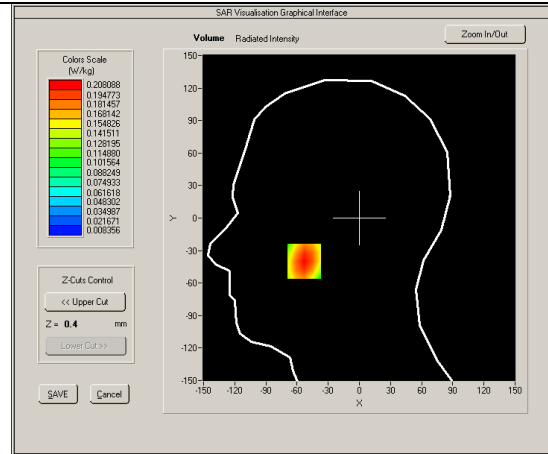 SAR Visualisation Graphical Interface
Volume Radiated Intensity
Zoom In/Out
Colors Scale
(W/kg)
0.208088
0.194773
0.181457
0.168142
0.154826
0.141511
0.128195
0.114880
0.101564
0.088249
0.074933
0.061618
0.048302
0.034987
0.021671
0.008356
Z-Cuts Control
<< Upper Cut
Z = 0.4 mm
Lower Cut >>
SAVE Cancel
150
120
90
60
30
0
-30
-60
-90
-120
-150
Y
-150 -120 -90 -60 -30 0 30 60 90 120 150
X